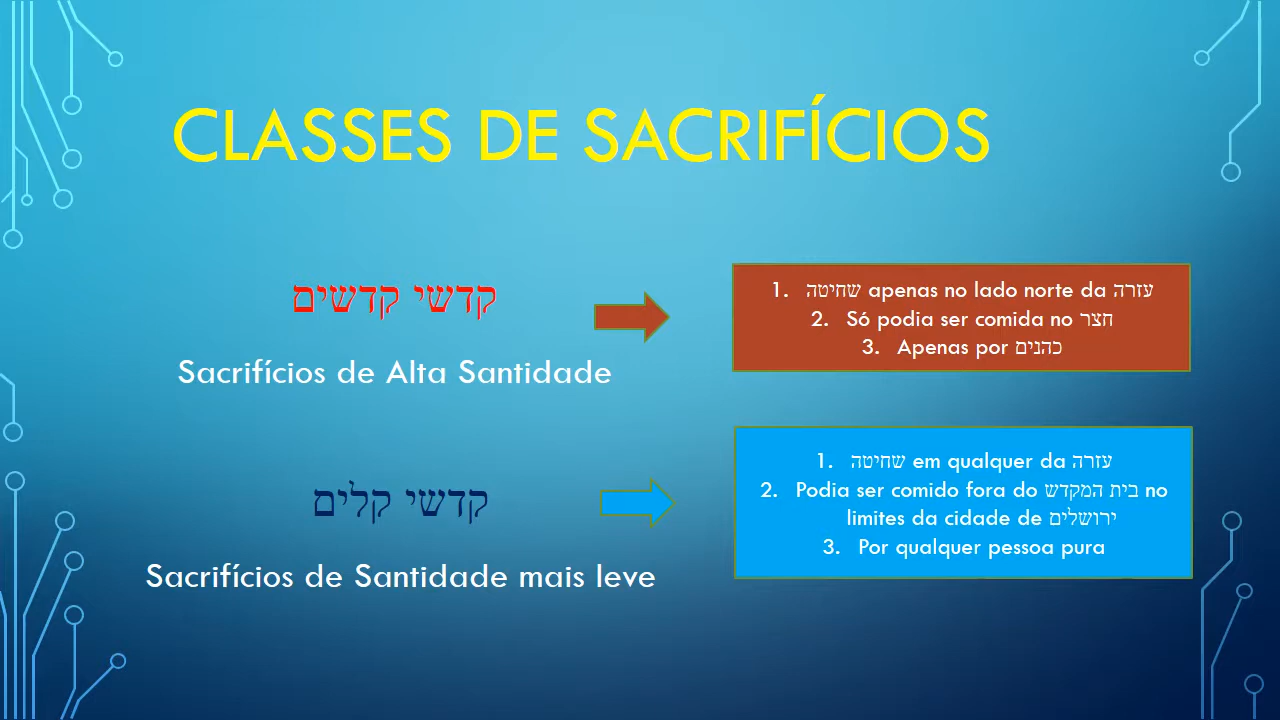 CLASSES DE SACRIFÍCIOS
קדשי קדשים
Sacrifícios de Alta Santidade
1. שחיטה apenas no lado norte da עזרה
2. Só podia ser comida no חצר
3. Apenas por כהנים
קדשי קלים
Sacrifícios de Santidade mais leve
1. שחיטה em qualquer da עזרה
2. Podia ser comido fora do בית המקדש no
limites da cidade de ירושלים
3. Por qualquer pessoa pura